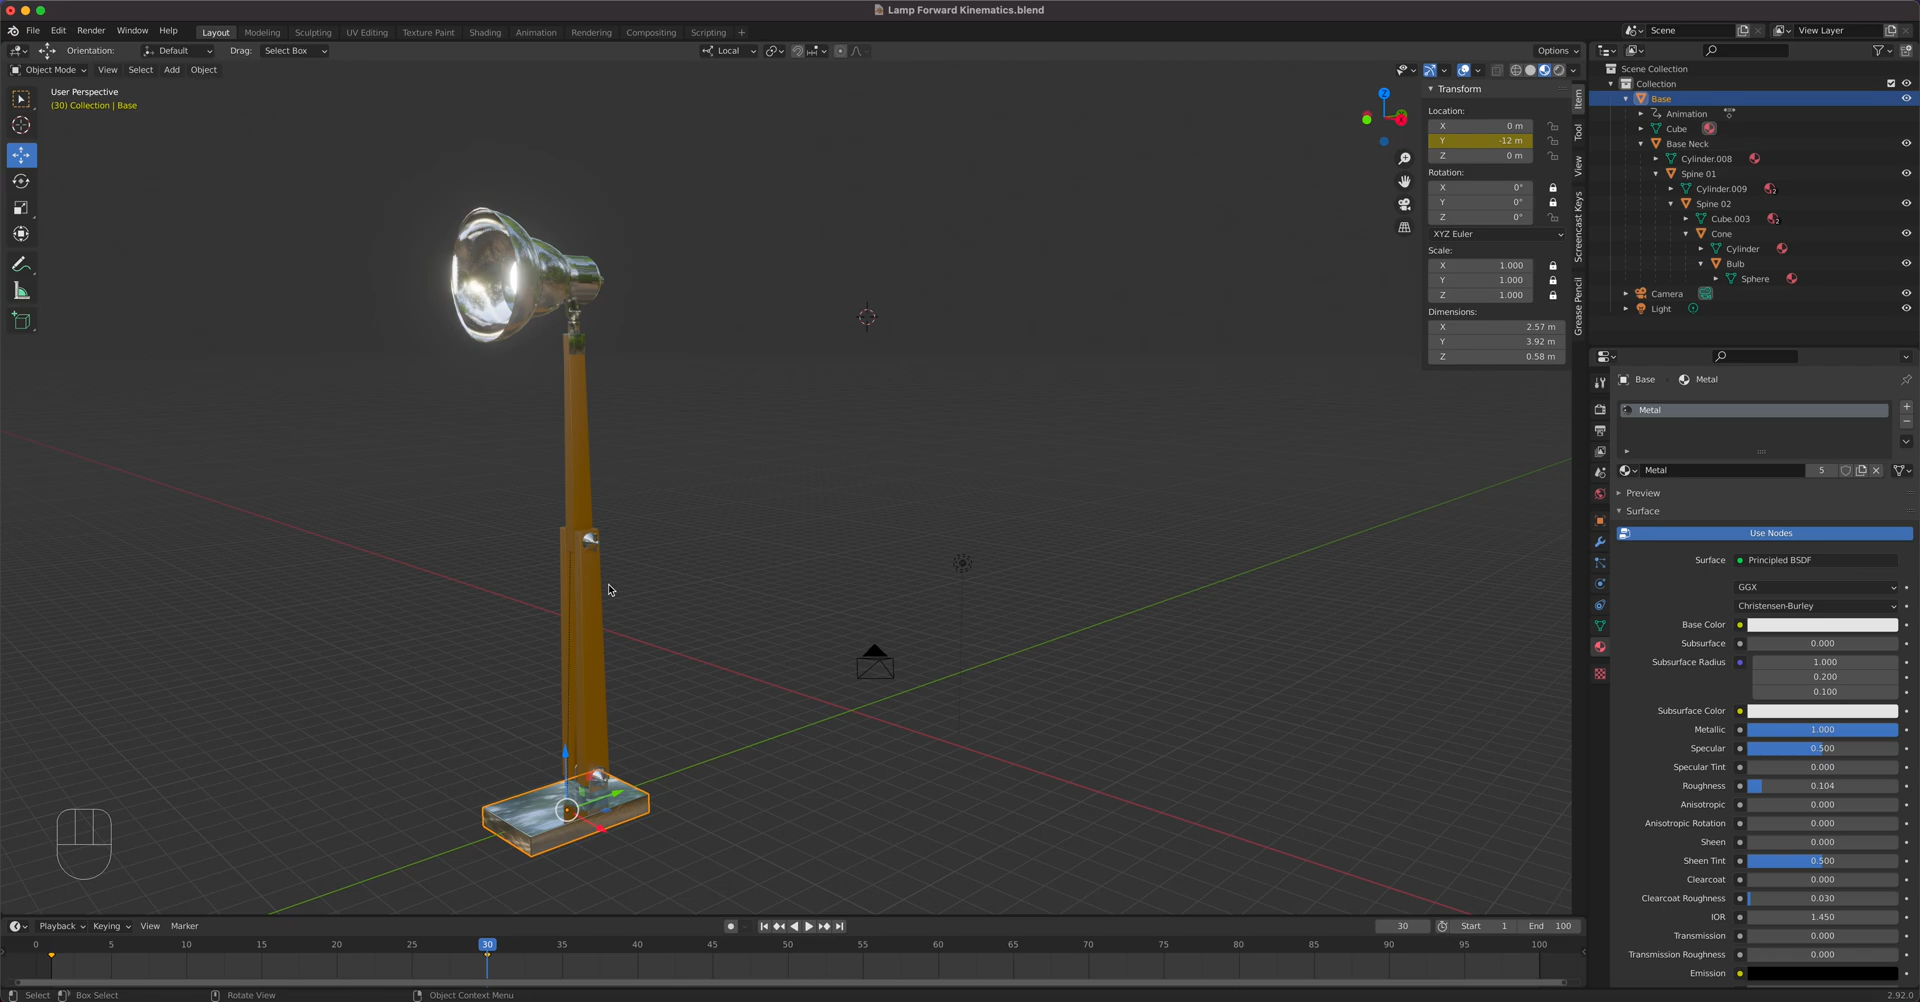 Lamp Forward Kinematics.blend
File Edit Render Window Help Layout Modeling Sculpting UV Editing Texture Paint Shading Animation Rendering Compositing Scripting + Scene View Layer
Orientation: Default Drag: Select Box Local Options
Object Mode View Select Add Object
User Perspective
(30) Collection | Base
Z
X
Transform
Location:
X 0 m
Y -12 m
Z 0 m
Rotation:
X 0°
Y 0°
Z 0°
XYZ Euler
Scale:
X 1.000
Y 1.000
Z 1.000
Dimensions:
X 2.57 m
Y 3.92 m
Z 0.58 m
Item
Tool
View
Screencast Keys
Grease Pencil
Scene Collection
Collection
Base
Animation
Cube
Base Neck
Cylinder.008
Spine 01
Cylinder.009 2
Spine 02
Cube.003 2
Cone
Cylinder
Bulb
Sphere
Camera
Light
Base Metal
Metal
Metal 5
Preview
Surface
Use Nodes
Surface Principled BSDF
GGX
Christensen-Burley
Base Color
Subsurface 0.000
Subsurface Radius 1.000
0.200
0.100
Subsurface Color
Metallic 1.000
Specular 0.500
Specular Tint 0.000
Roughness 0.104
Anisotropic 0.000
Anisotropic Rotation 0.000
Sheen 0.000
Sheen Tint 0.500
Clearcoat 0.000
Clearcoat Roughness 0.030
IOR 1.450
Transmission 0.000
Transmission Roughness 0.000
Emission
Playback Keying View Marker 30 Start 1 End 100
0 5 10 15 20 25 30 35 40 45 50 55 60 65 70 75 80 85 90 95 100
Select Box Select Rotate View Object Context Menu 2.92.0